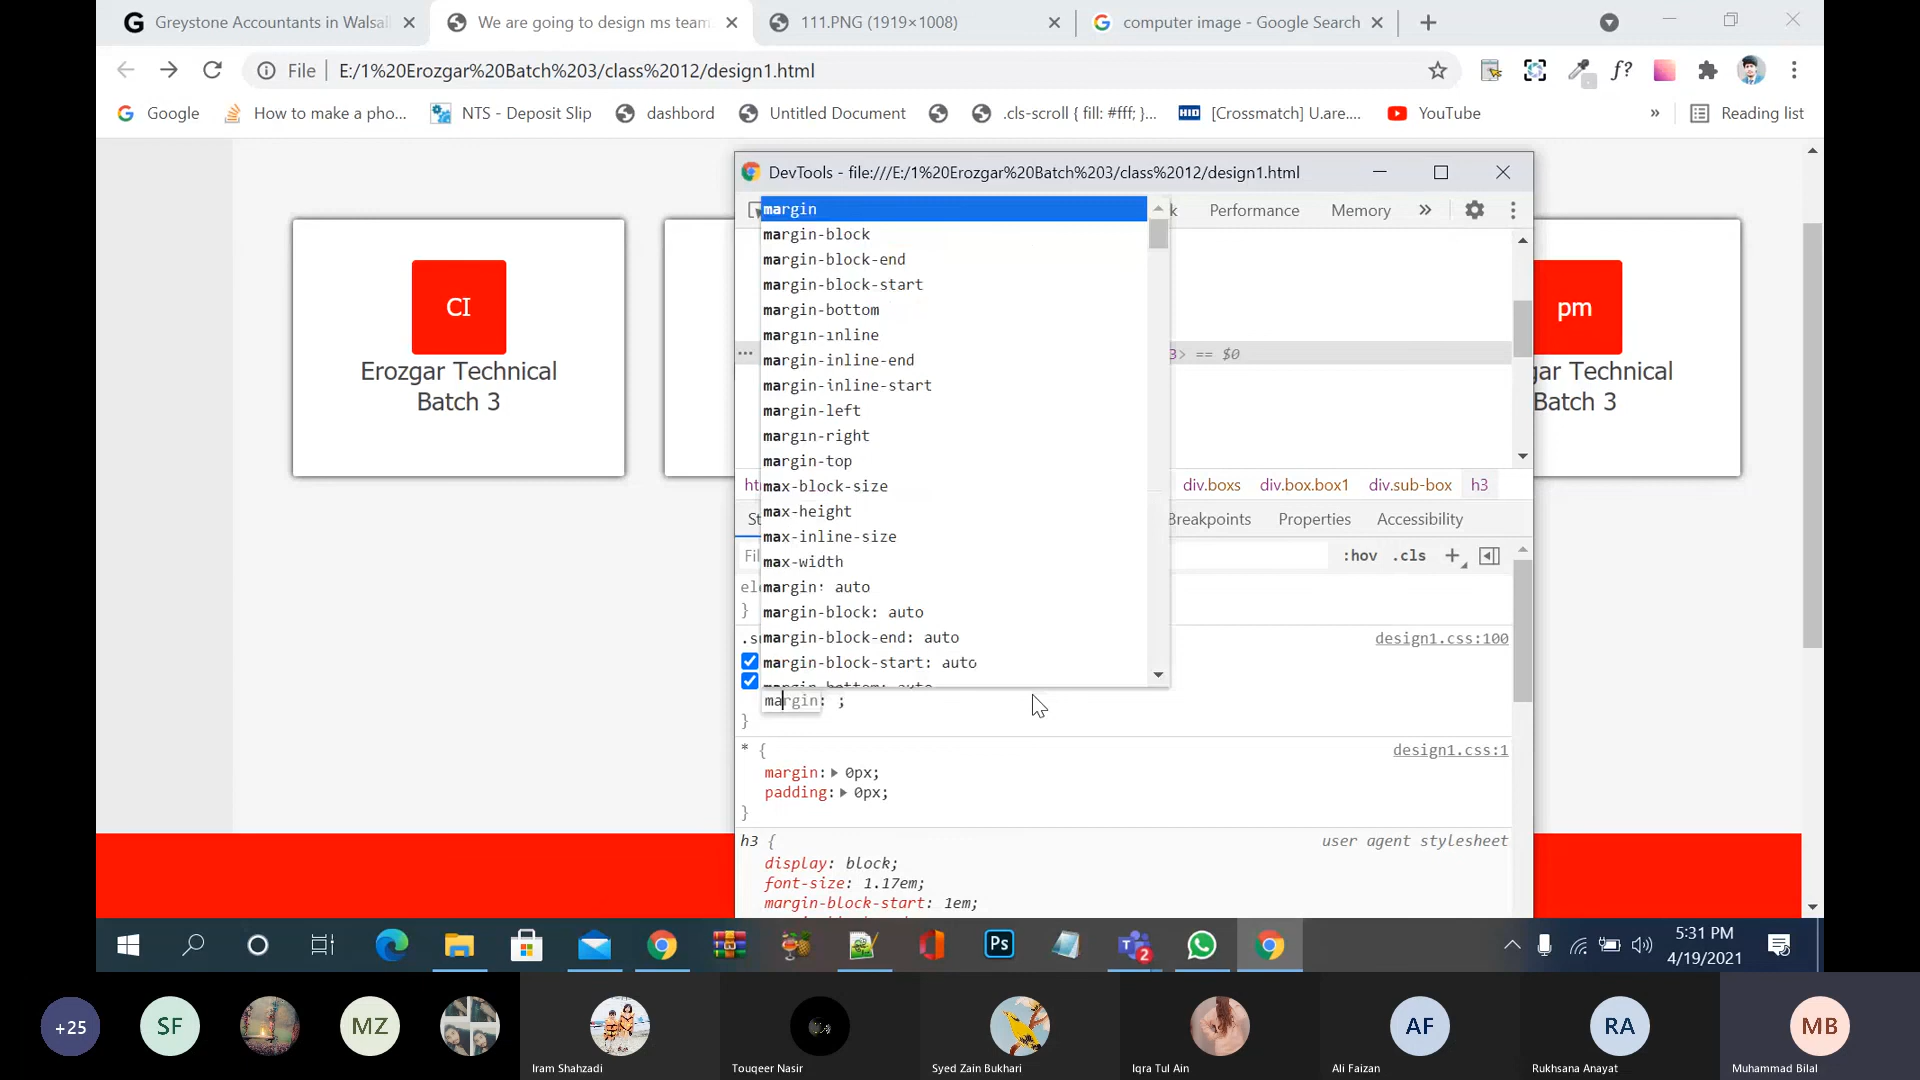 G Greystone Accountants in Walsal
We are going to design ms team
111.PNG (1919×1008)
computer image - Google Search
File
E:/1%20Erozgar%20Batch%203/class%2012/design1.html
f?
Google
How to make a pho...
NTS - Deposit Slip
dashbord
Untitled Document
.cls-scroll { fill: #fff; }...
HID
[Crossmatch] U.are....
YouTube
»
Reading list
DevTools - file:///E:/1%20Erozgar%20Batch%203/class%2012/design1.html
k
Performance
Memory
»
CI
Erozgar Technical
Batch 3
pm
gar Technical
Batch 3
margin
margin-block
margin-block-end
margin-block-start
margin-bottom
margin-inline
margin-inline-end
margin-inline-start
margin-left
margin-right
margin-top
max-block-size
max-height
max-inline-size
max-width
margin: auto
margin-block: auto
margin-block-end: auto
margin-block-start: auto
margin-bottom: auto
3> == $0
div.boxs
div.box.box1
div.sub-box
h3
Breakpoints
Properties
Accessibility
Fil
:hov
.cls
+
ele
}
.su
design1.css:100
margin: ;
}
* {
design1.css:1
margin: 0px;
padding: 0px;
}
h3 {
user agent stylesheet
display: block;
font-size: 1.17em;
margin-block-start: 1em;
Ps
2
5:31 PM
4/19/2021
+25
SF
MZ
AF
RA
MB
Iram Shahzadi
Touqeer Nasir
Syed Zain Bukhari
Iqra Tul Ain
Ali Faizan
Rukhsana Anayat
Muhammad Bilal